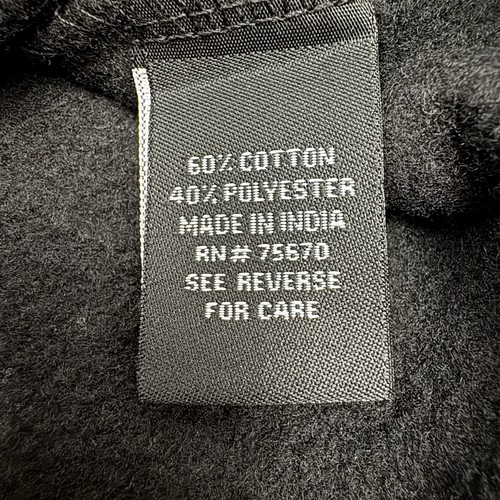 60% COTTON
40% POLYESTER
MADE IN INDIA
RN# 75670
SEE REVERSE
FOR CARE